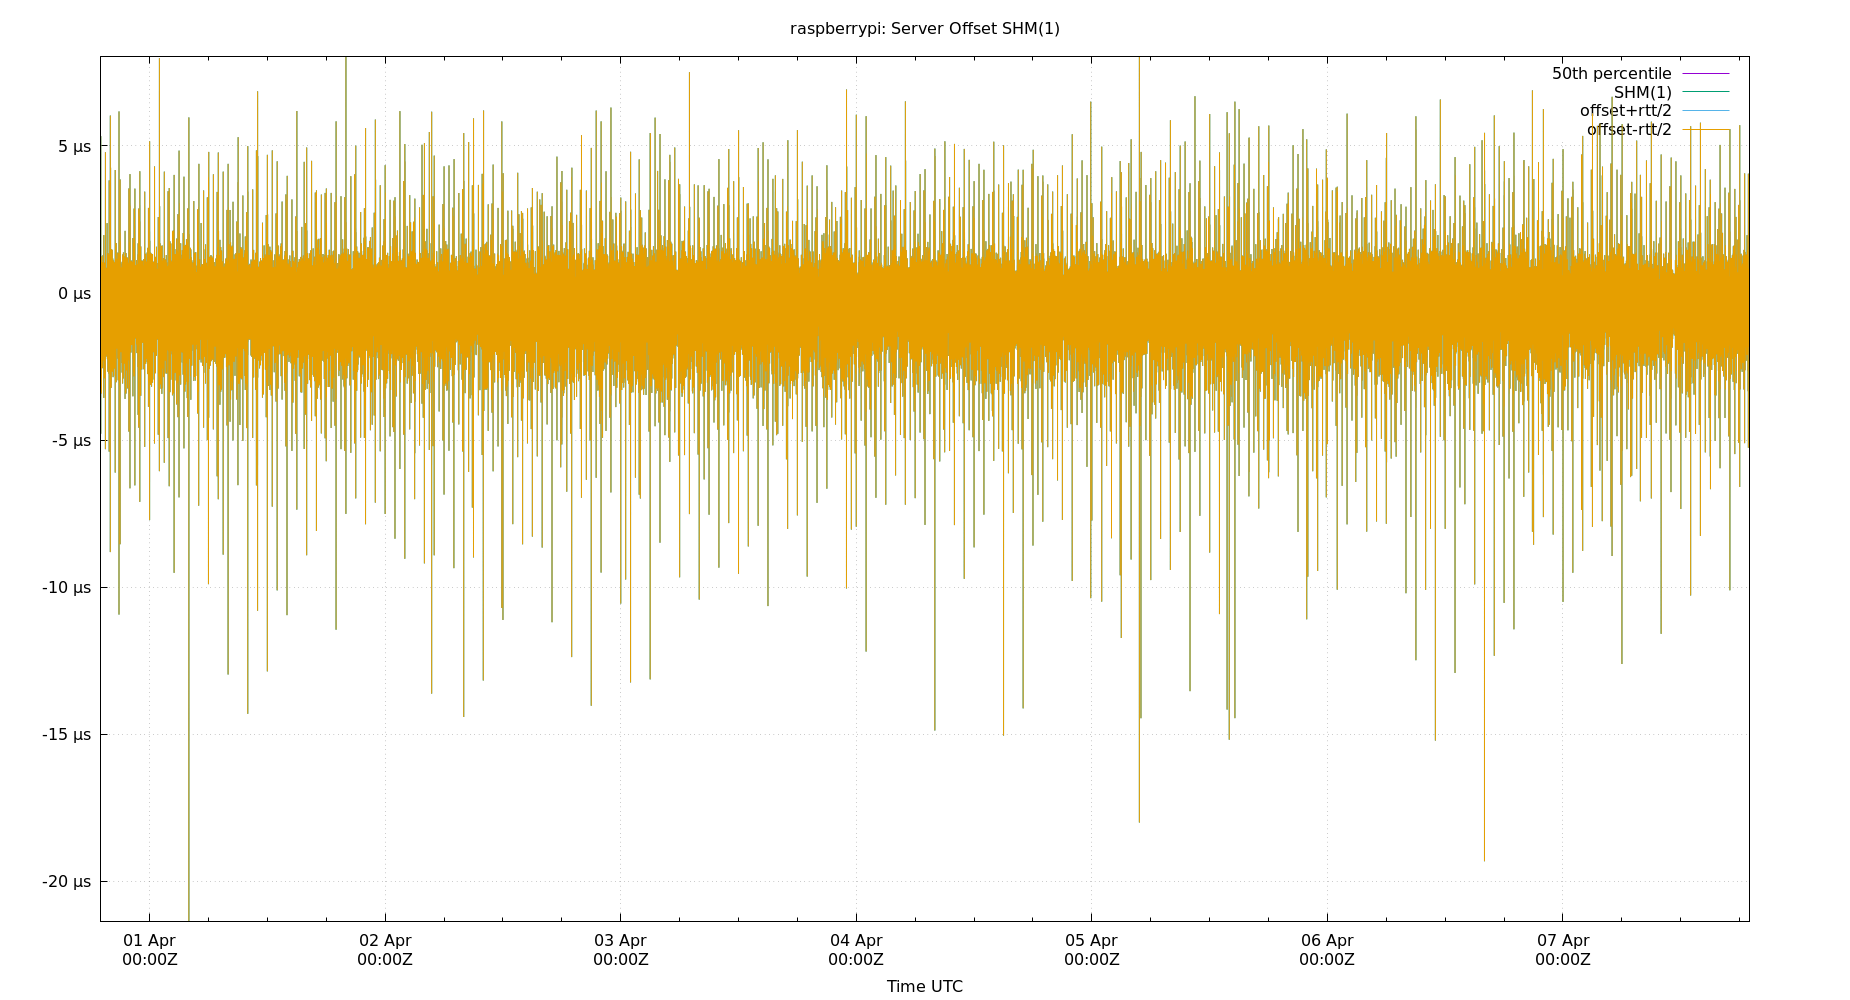 raspberrypi: Server Offset SHM(1)
50th percentile
SHM(1)
offset+rtt/2
offset-rtt/2
5 µs
0 µs
-5 µs
-10 µs
-15 µs
-20 µs
01 Apr 02 Apr 03 Apr 04 Apr 05 Apr 06 Apr 07 Apr
00:00Z 00:00Z 00:00Z 00:00Z 00:00Z 00:00Z 00:00Z
Time UTC